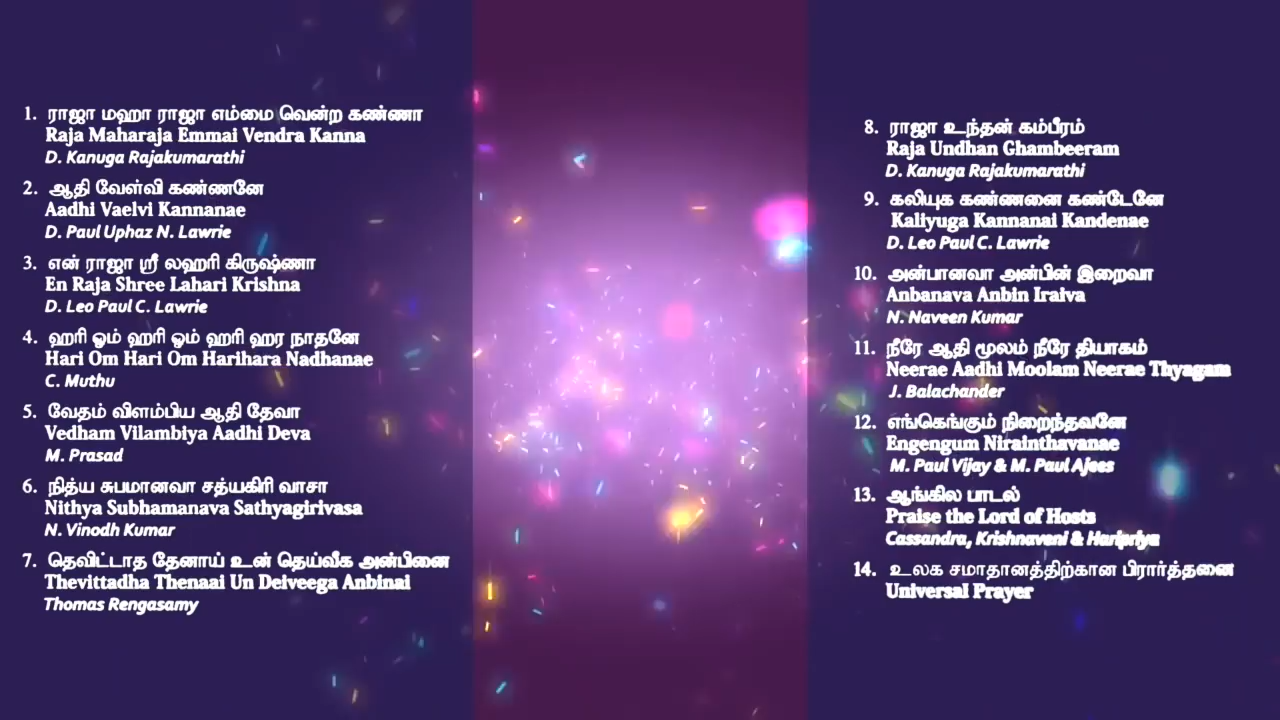 1. ராஜா மஹா ராஜா எம்மை வென்ற கண்ணா
Raja Maharaja Emmai Vendra Kanna
D. Kanuga Rajakumarathi
2. ஆதி வேள்வி கண்ணனே
Aadhi Vaelvi Kannanae
D. Paul Uphaz N. Lawrie
3. என் ராஜா ஸ்ரீ லஹரி கிருஷ்ணா
En Raja Shree Lahari Krishna
D. Leo Paul C. Lawrie
4. ஹரி ஓம் ஹரி ஓம் ஹரி ஹர நாதனே
Hari Om Hari Om Harihara Nadhanae
C. Muthu
5. வேதம் விளம்பிய ஆதி தேவா
Vedham Vilambiya Aadhi Deva
M. Prasad
6. நித்ய சுபமானவா சத்யகிரி வாசா
Nithya Subhamanava Sathyagirivasa
N. Vinodh Kumar
7. தெவிட்டாத தேனாய் உன் தெய்வீக அன்பினை
Thevittadha Thenaai Un Deiveega Anbinai
Thomas Rengasamy
8. ராஜா உந்தன் கம்பீரம்
Raja Undhan Ghambeeram
D. Kanuga Rajakumarathi
9. கலியுக கண்ணனை கண்டேனே
Kaliyuga Kannanai Kandenae
D. Leo Paul C. Lawrie
10. அன்பானவா அன்பின் இறைவா
Anbanava Anbin Iraiva
N. Naveen Kumar
11. நீரே ஆதி மூலம் நீரே தியாகம்
Neerae Aadhi Moolam Neerae Thyagam
J. Balachander
12. எங்கெங்கும் நிறைந்தவனே
Engengum Nirainthavanae
M. Paul Vijay & M. Paul Ajees
13. ஆங்கில பாடல்
Praise the Lord of Hosts
Cassandra, Krishnaveni & Haripriya
14. உலக சமாதானத்திற்கான பிரார்த்தனை
Universal Prayer